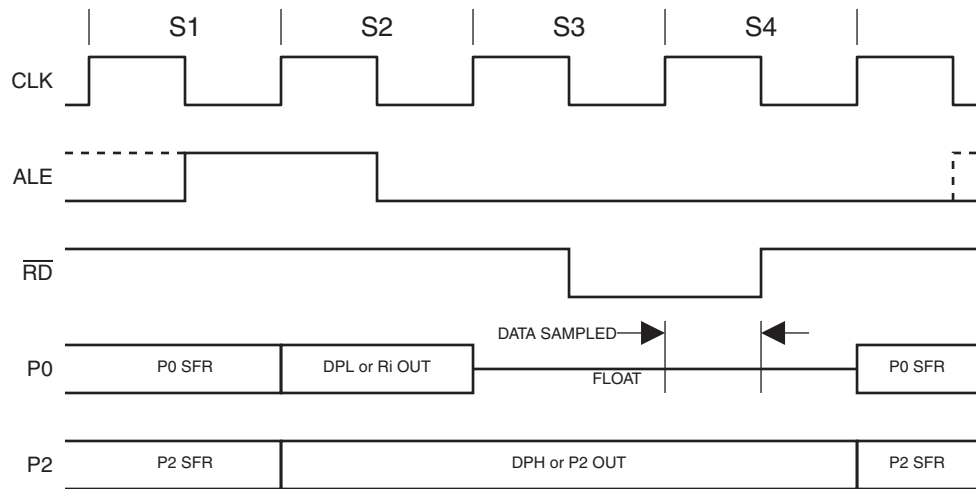 S1 S2 S3 S4
CLK
ALE
RD
DATA SAMPLED
P0 P0 SFR DPL or Ri OUT FLOAT P0 SFR
P2 P2 SFR DPH or P2 OUT P2 SFR